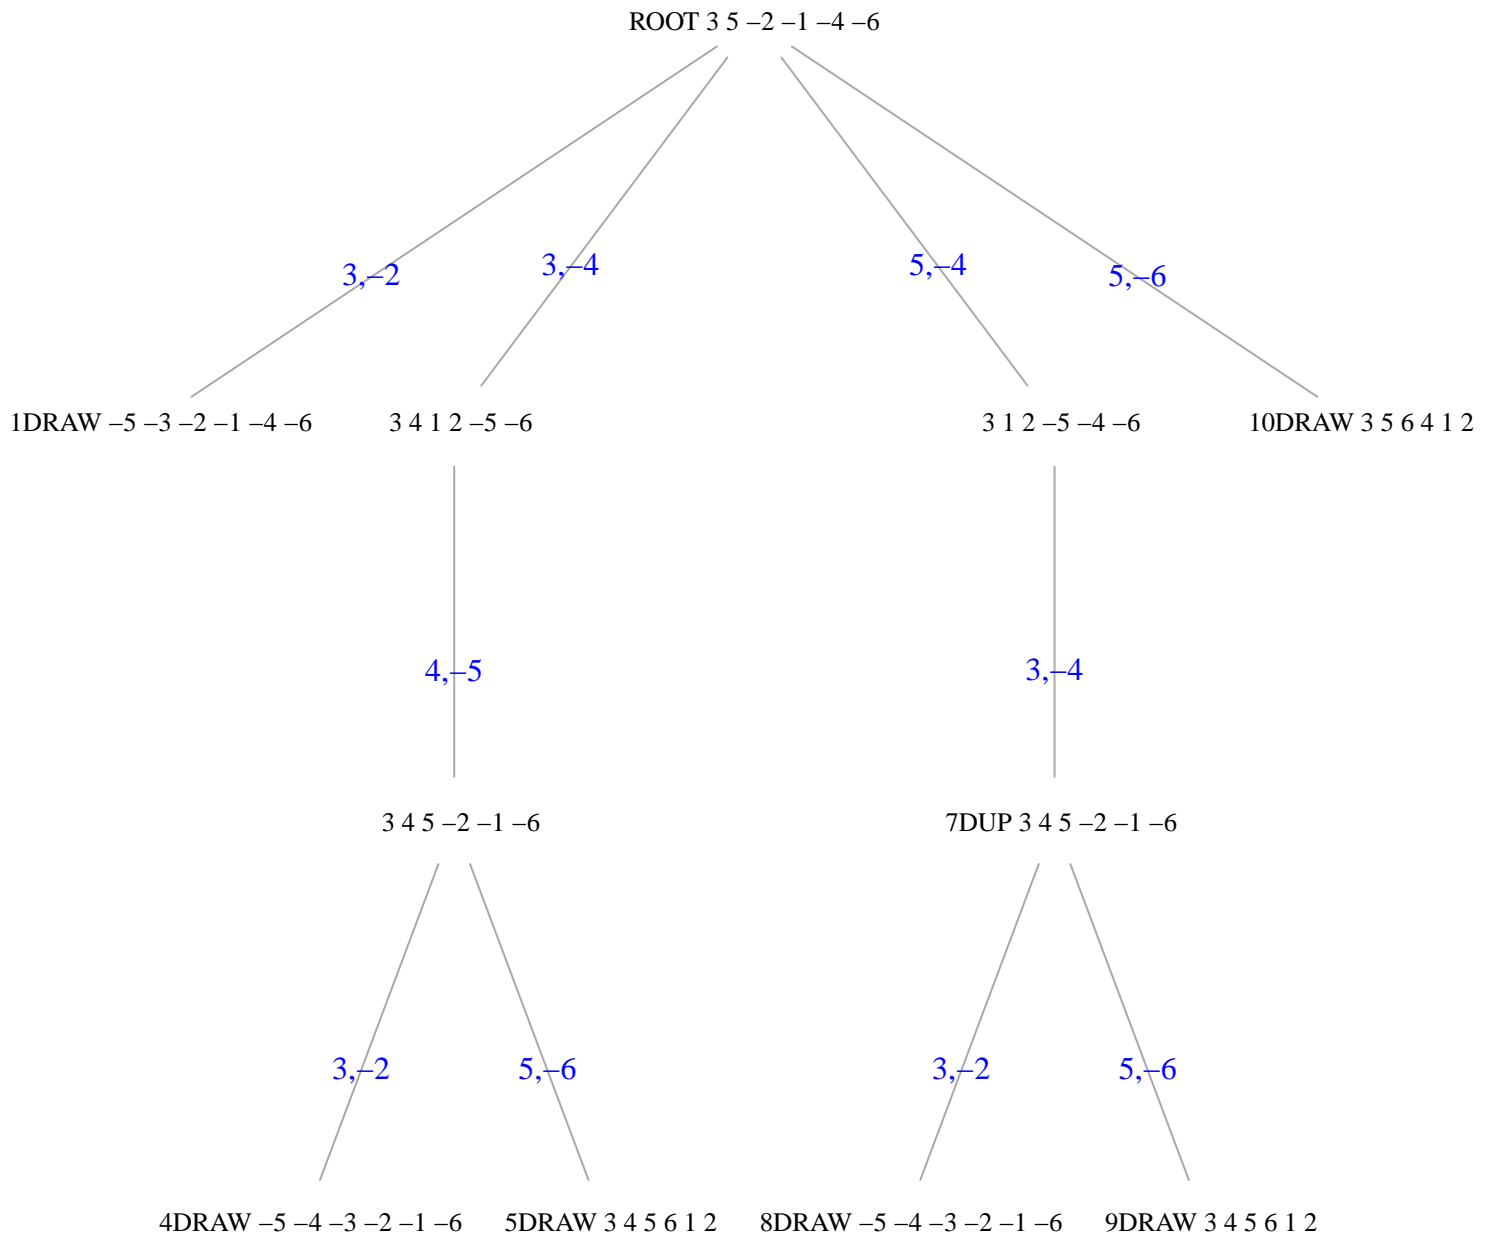 ROOT 3 5 –2 –1 –4 –6
3,–2
3,–4
5,–4
5,–6
1DRAW –5 –3 –2 –1 –4 –6
3 4 1 2 –5 –6
3 1 2 –5 –4 –6
10DRAW 3 5 6 4 1 2
4,–5
3,–4
3 4 5 –2 –1 –6
7DUP 3 4 5 –2 –1 –6
3,–2
5,–6
3,–2
5,–6
4DRAW –5 –4 –3 –2 –1 –6
5DRAW 3 4 5 6 1 2
8DRAW –5 –4 –3 –2 –1 –6
9DRAW 3 4 5 6 1 2